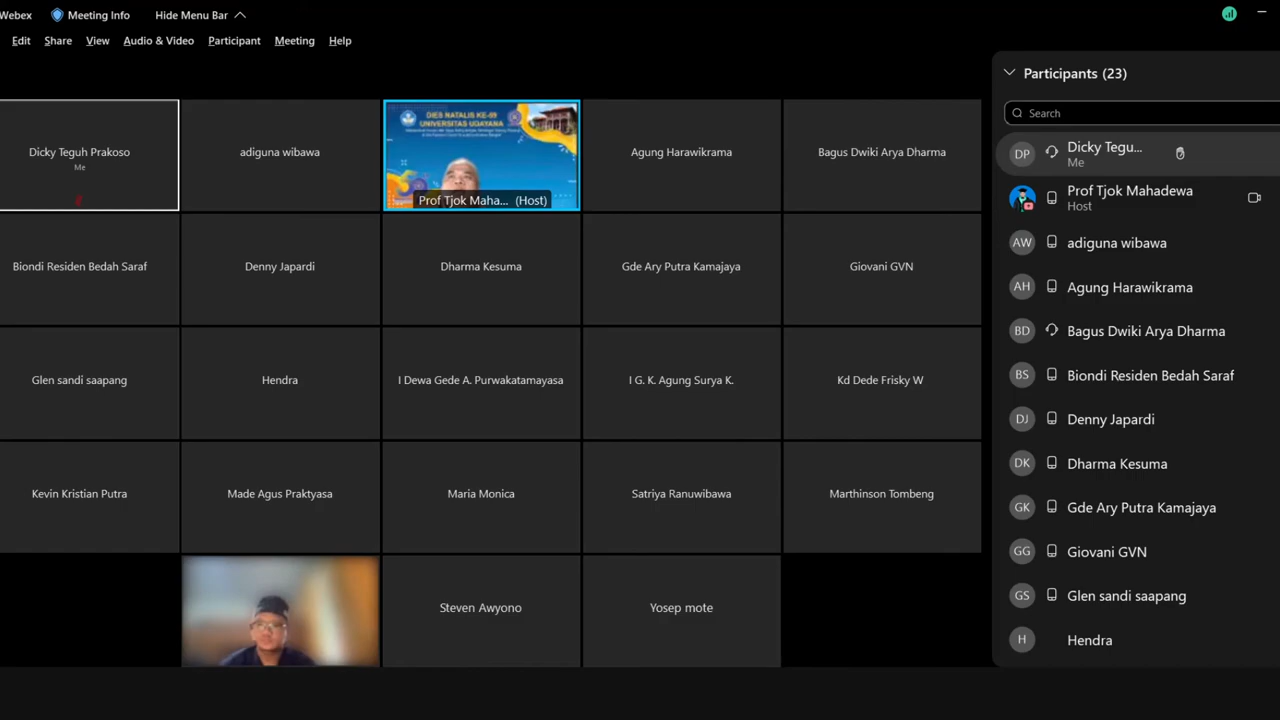 Webex
Meeting Info
Hide Menu Bar
Edit
Share
View
Audio & Video
Participant
Meeting
Help
Participants (23)
Search
Dicky Teguh Prakoso
Me
adiguna wibawa
DIES NATALIS KE-59
UNIVERSITAS UDAYANA
Prof Tjok Maha... (Host)
Agung Harawikrama
Bagus Dwiki Arya Dharma
Biondi Residen Bedah Saraf
Denny Japardi
Dharma Kesuma
Gde Ary Putra Kamajaya
Giovani GVN
Glen sandi saapang
Hendra
I Dewa Gede A. Purwakatamayasa
I G. K. Agung Surya K.
Kd Dede Frisky W
Kevin Kristian Putra
Made Agus Praktyasa
Maria Monica
Satriya Ranuwibawa
Marthinson Tombeng
Steven Awyono
Yosep mote
DP
Dicky Tegu...
Me
Prof Tjok Mahadewa
Host
AW
adiguna wibawa
AH
Agung Harawikrama
BD
Bagus Dwiki Arya Dharma
BS
Biondi Residen Bedah Saraf
DJ
Denny Japardi
DK
Dharma Kesuma
GK
Gde Ary Putra Kamajaya
GG
Giovani GVN
GS
Glen sandi saapang
H
Hendra